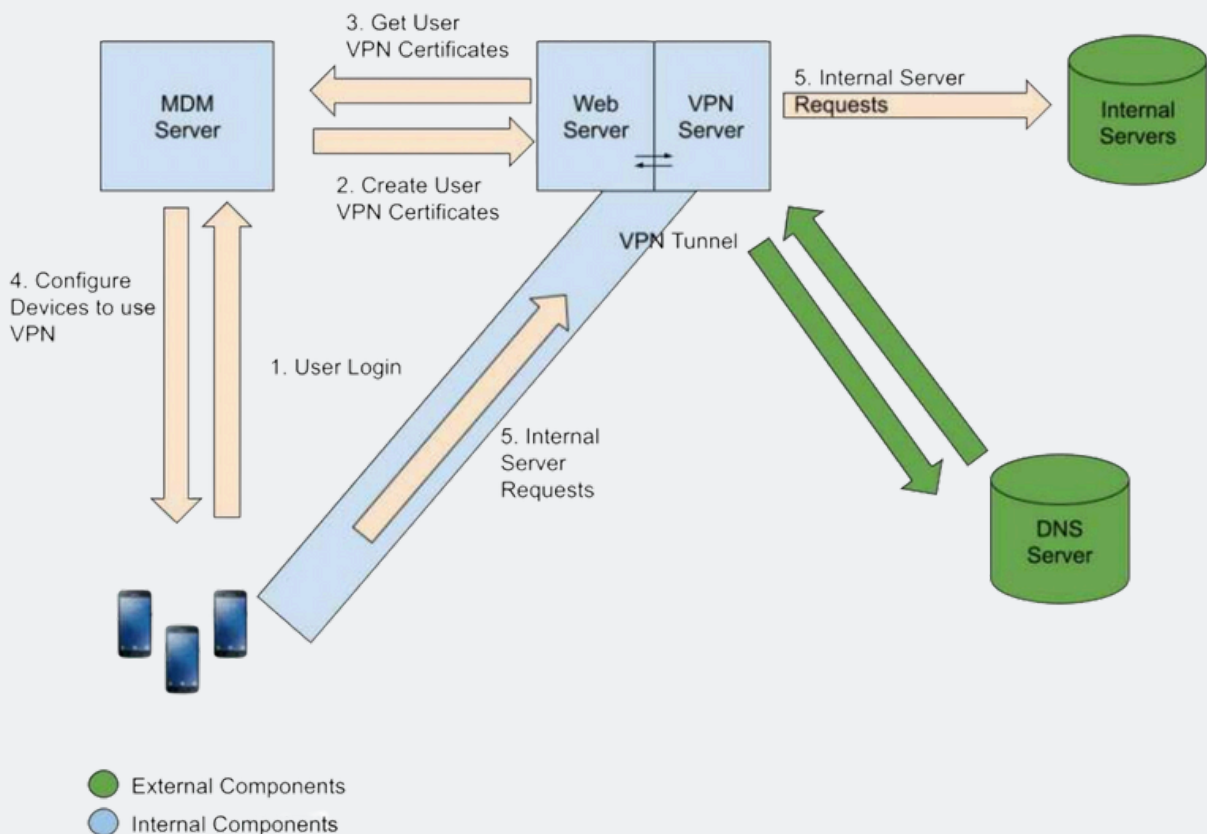 3. Get User
VPN Certificates
MDM
Server
Web
Server
VPN
Server
5. Internal Server
Requests
Internal
Servers
2. Create User
VPN Certificates
VPN Tunnel
4. Configure
Devices to use
VPN
1. User Login
5. Internal
Server
Requests
DNS
Server
External Components
Internal Components